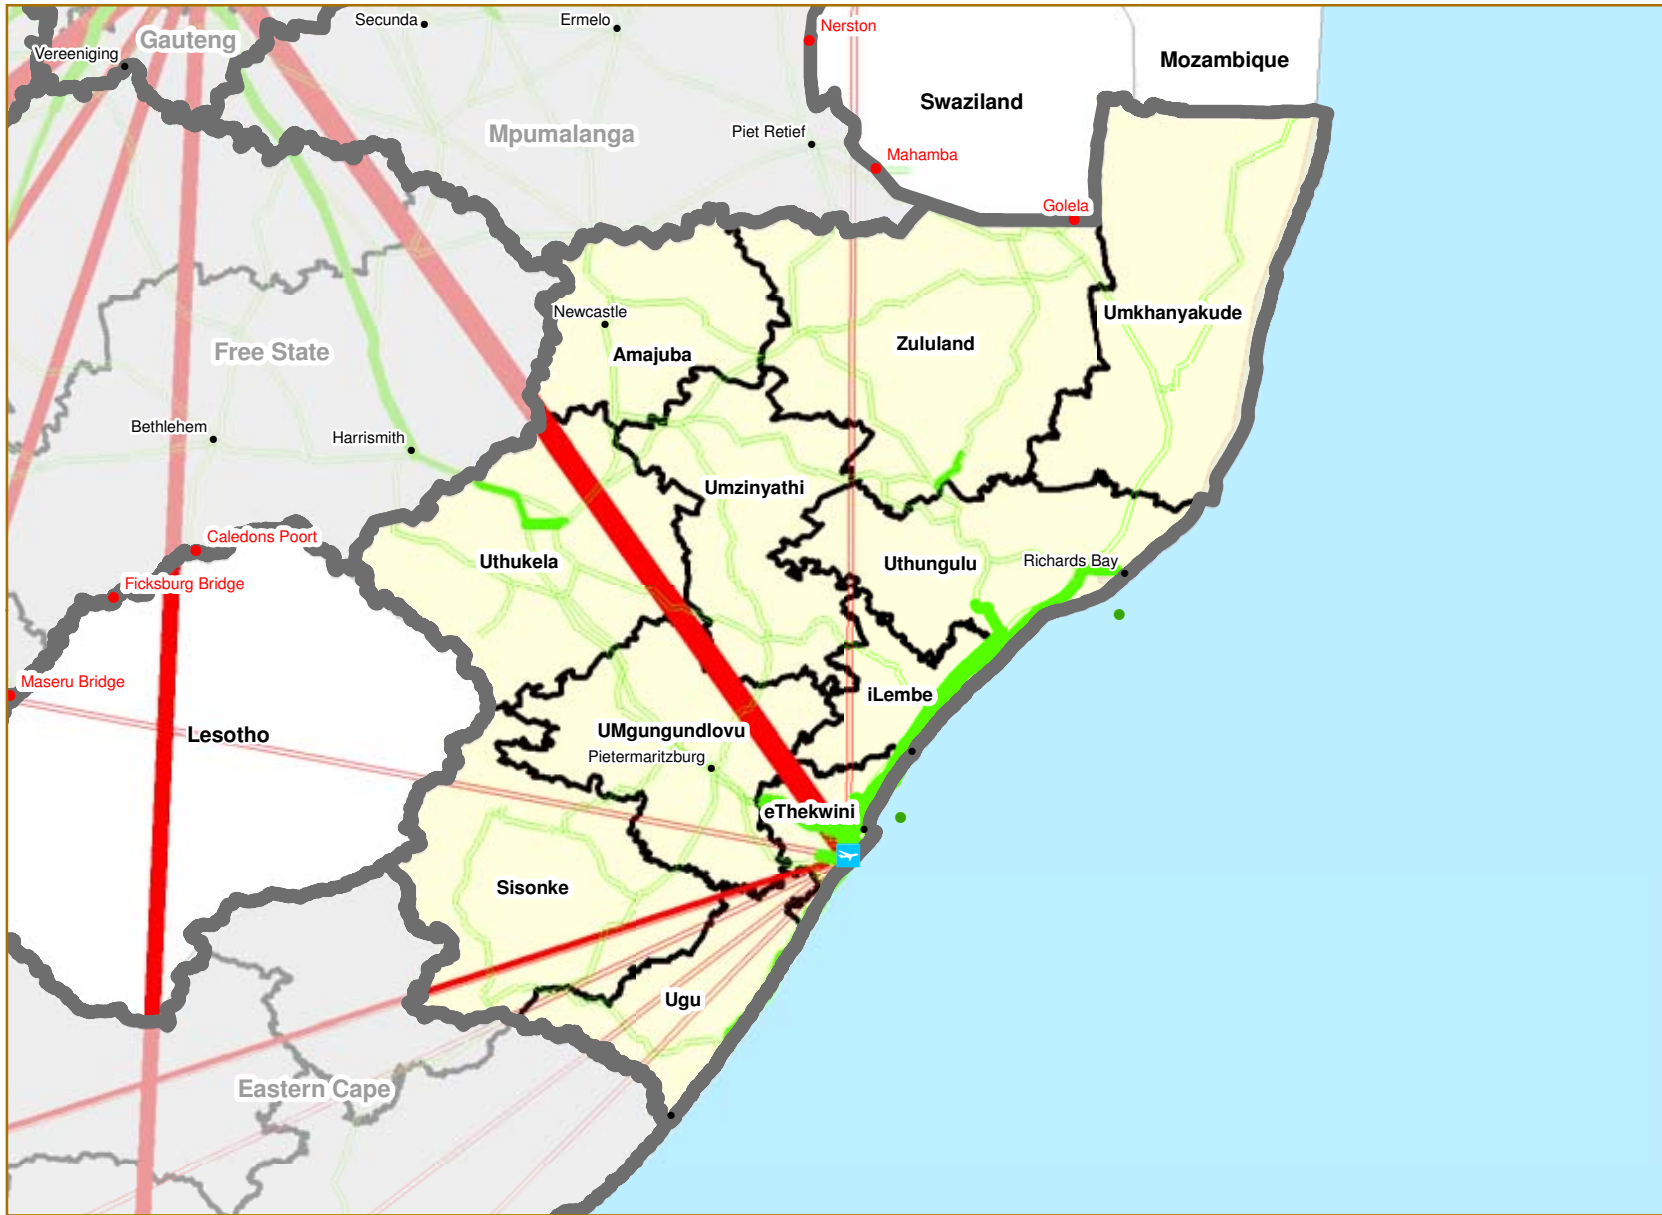 Secunda
Ermelo
Nerston
Gauteng
Vereeniging
Mozambique
Swaziland
Mpumalanga
Piet Retief
Mahamba
Golela
Newcastle
Umkhanyakude
Zululand
Free State
Amajuba
Bethlehem
Harrismith
Umzinyathi
Caledons Poort
Uthukela
Uthungulu
Richards Bay
Ficksburg Bridge
Maseru Bridge
iLembe
Lesotho
UMgungundlovu
Pietermaritzburg
eThekwini
Sisonke
Ugu
Eastern Cape